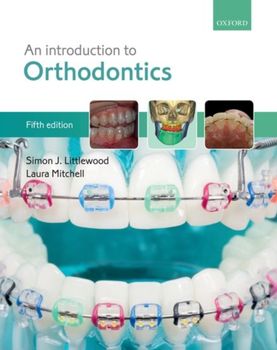 OXFORD
An introduction to
Orthodontics
Fifth edition
Simon J. Littlewood
Laura Mitchell